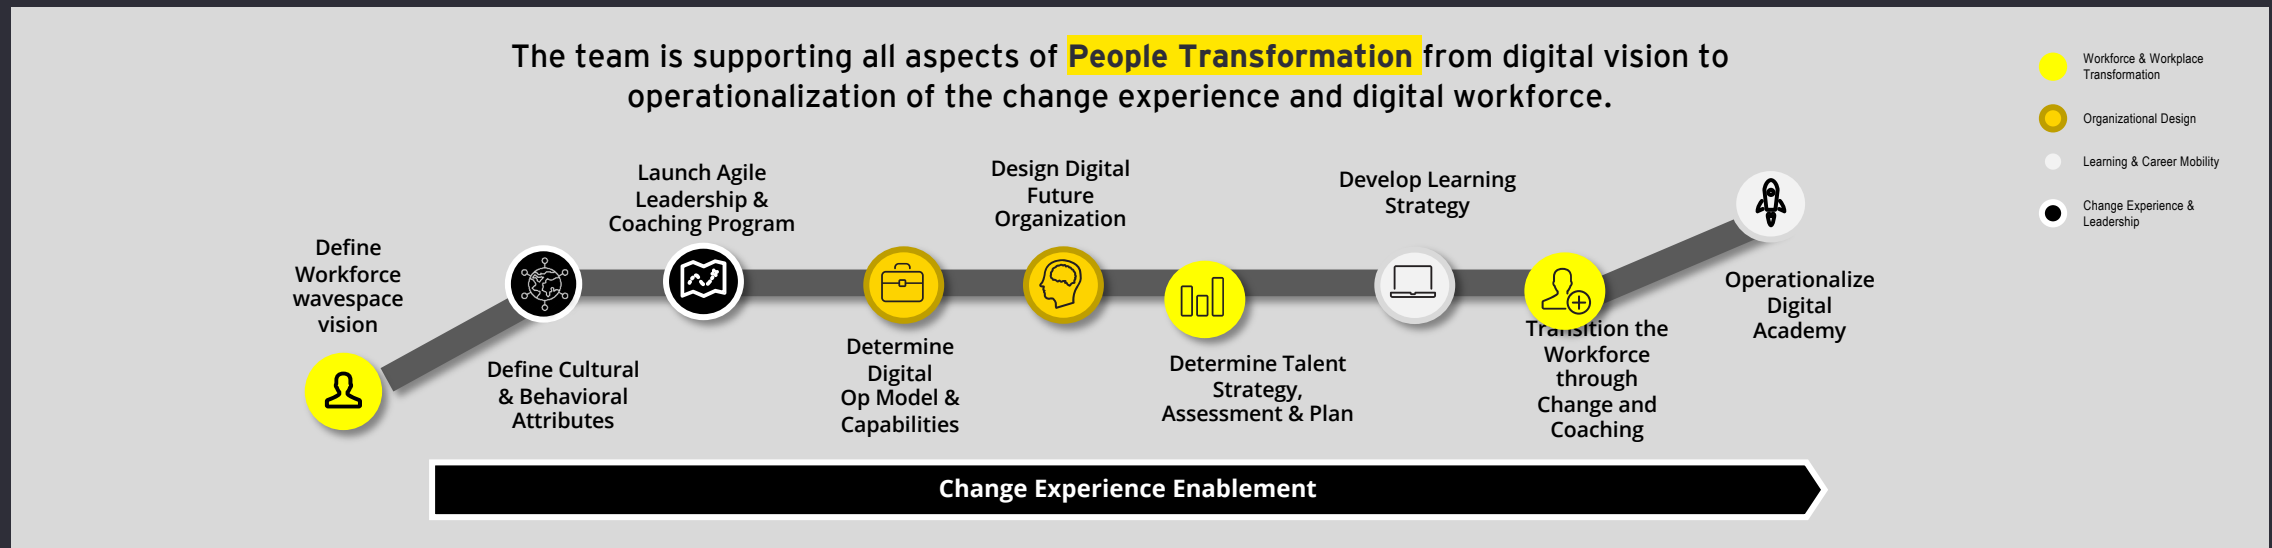 The team is supporting all aspects of People Transformation from digital vision to
operationalization of the change experience and digital workforce.
Workforce & Workplace
Transformation
Organizational Design
Learning & Career Mobility
Change Experience &
Leadership
Define
Workforce
wavespace
vision
Define Cultural
& Behavioral
Attributes
Launch Agile
Leadership &
Coaching Program
Determine
Digital
Op Model &
Capabilities
Design Digital
Future
Organization
Determine Talent
Strategy,
Assessment & Plan
Develop Learning
Strategy
Transition the
Workforce
through
Change and
Coaching
Operationalize
Digital
Academy
Change Experience Enablement